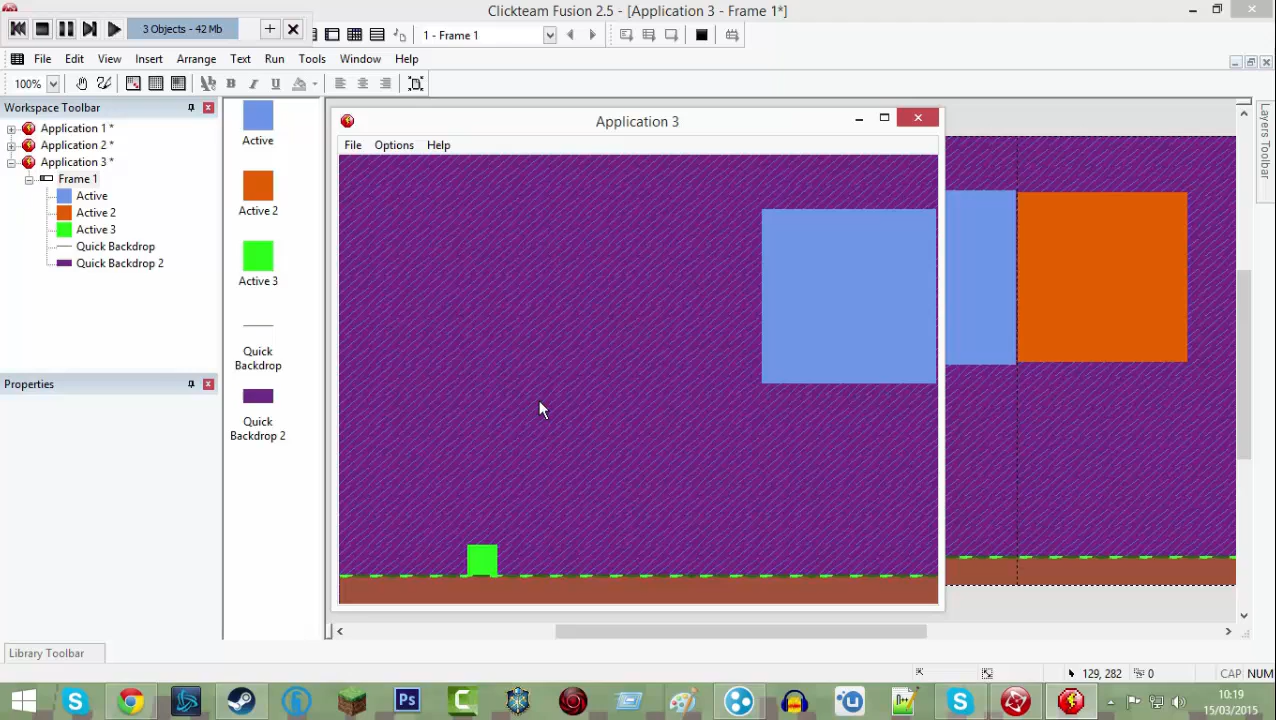 Clickteam Fusion 2.5 - [Application 3 - Frame 1*]
3 Objects - 42 Mb
1 - Frame 1
File Edit View Insert Arrange Text Run Tools Window Help
100%
Workspace Toolbar
Application 1 *
Application 2 *
Application 3 *
Frame 1
Active
Active 2
Active 3
Quick Backdrop
Quick Backdrop 2
Properties
Library Toolbar
Active
Active 2
Active 3
Quick
Backdrop
Quick
Backdrop 2
Application 3
File Options Help
Layers Toolbar
129, 282
0
CAP NUM
Ps
10:19
15/03/2015